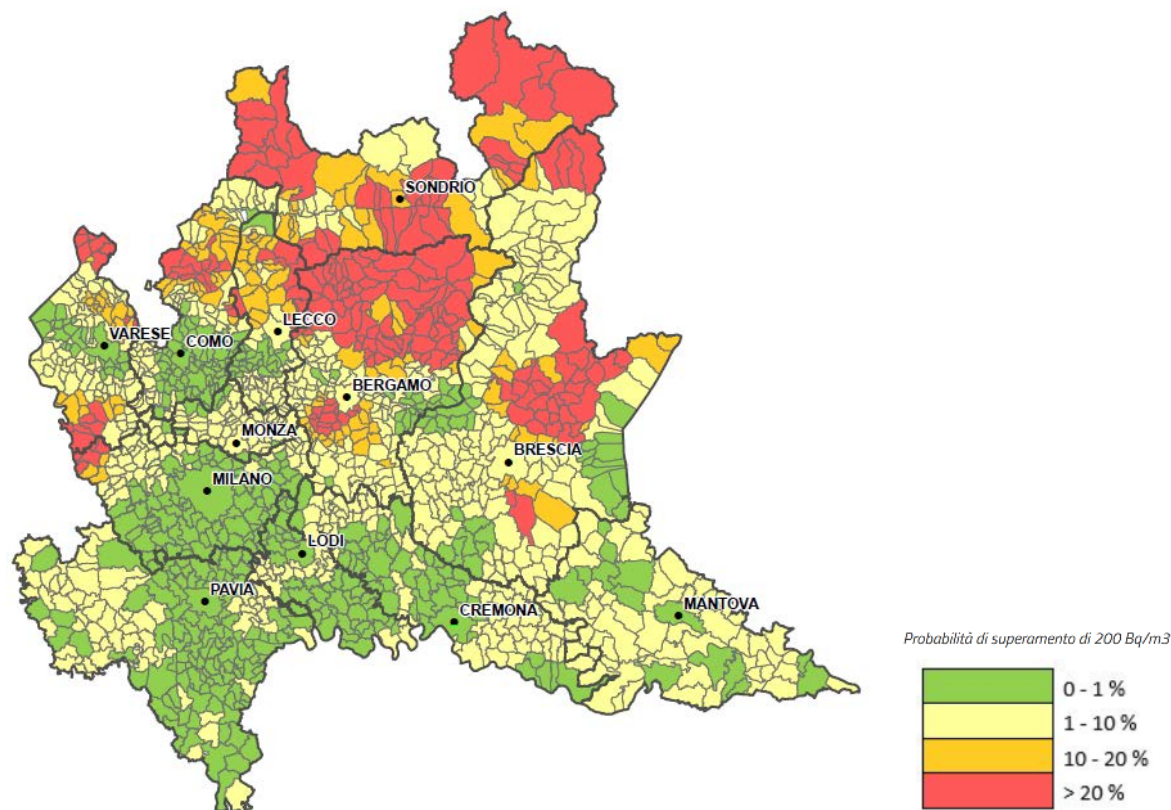 SONDRIO
LECCO
VARESE
COMO
BERGAMO
MONZA
BRESCIA
MILANO
LODI
PAVIA
CREMONA
MANTOVA
Probabilità di superamento di 200 Bq/m3
0 - 1 %
1 - 10 %
10 - 20 %
> 20 %